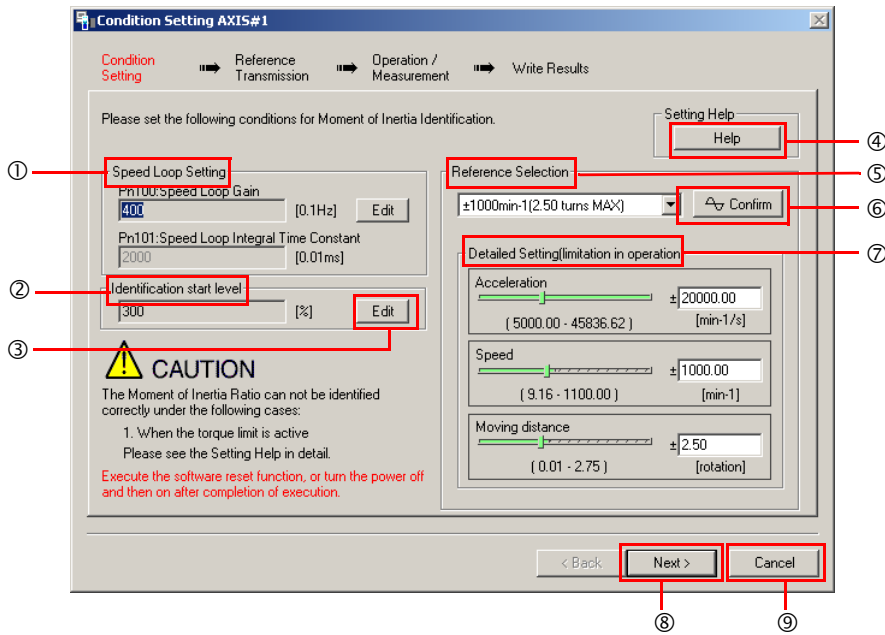 Condition Setting AXIS#1
Condition
Setting
Reference
Transmission
Operation /
Measurement
Write Results
Please set the following conditions for Moment of Inertia Identification.
Setting Help
Help
④
①
Speed Loop Setting
Pn100:Speed Loop Gain
400
[0.1Hz]
Edit
Pn101:Speed Loop Integral Time Constant
2000
[0.01ms]
②
Identification start level
300
[%]
Edit
③
CAUTION
The Moment of Inertia Ratio can not be identified
correctly under the following cases:
1. When the torque limit is active
Please see the Setting Help in detail.
Execute the software reset function, or turn the power off
and then on after completion of execution.
Reference Selection
⑤
±1000min-1(2.50 turns MAX)
Confirm
⑥
Detailed Setting(limitation in operation
⑦
Acceleration
±
20000.00
(5000.00 - 45836.62 )
[min-1/s]
Speed
±
1000.00
( 9.16 - 1100.00 )
[min-1]
Moving distance
±
2.50
( 0.01 - 2.75 )
[rotation]
< Back
Next >
Cancel
⑧
⑨